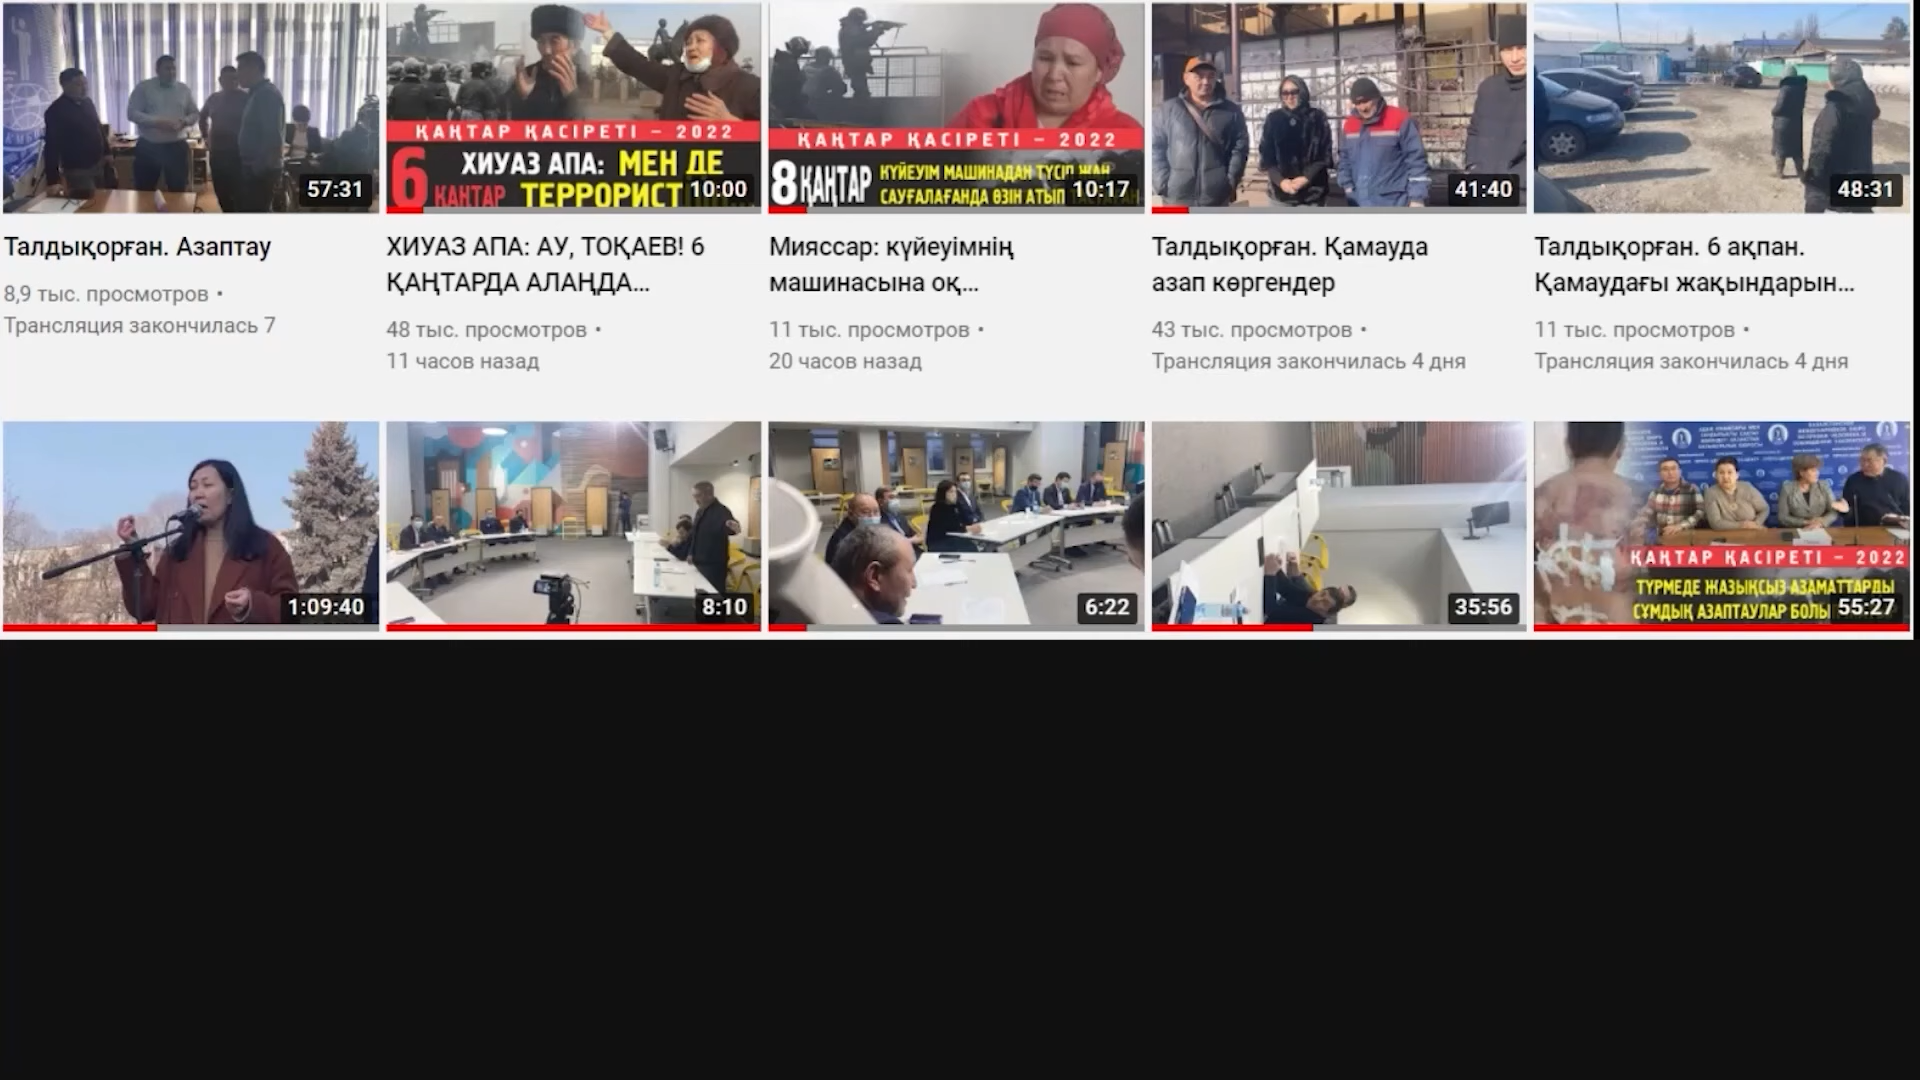 57:31
ҚАҢТАР ҚАСІРЕТІ – 2022
6 ҚАҢТАР
ХИУАЗ АПА: МЕН ДЕ
ТЕРРОРИСТ
10:00
ҚАҢТАР ҚАСІРЕТІ – 2022
8 ҚАҢТАР
КҮЙЕУІМ МАШИНАДАН ТҮСІП ЖАН
САУҒАЛАҒАНДА ӨЗІН АТЫП ТАСТАҒАН
10:17
41:40
48:31
Талдықорған. Азаптау
8,9 тыс. просмотров •
Трансляция закончилась 7
ХИУАЗ АПА: АУ, ТОҚАЕВ! 6
ҚАҢТАРДА АЛАҢДА…
48 тыс. просмотров •
11 часов назад
Мияссар: күйеуімнің
машинасына оқ…
11 тыс. просмотров •
20 часов назад
Талдықорған. Қамауда
азап көргендер
43 тыс. просмотров •
Трансляция закончилась 4 дня
Талдықорған. 6 ақпан.
Қамаудағы жақындарын…
11 тыс. просмотров •
Трансляция закончилась 4 дня
1:09:40
8:10
6:22
35:56
ҚАҢТАР ҚАСІРЕТІ – 2022
ТҮРМЕДЕ ЖАЗЫҚСЫЗ АЗАМАТТАРДЫ
СҰМДЫҚ АЗАПТАУЛАР
55:27